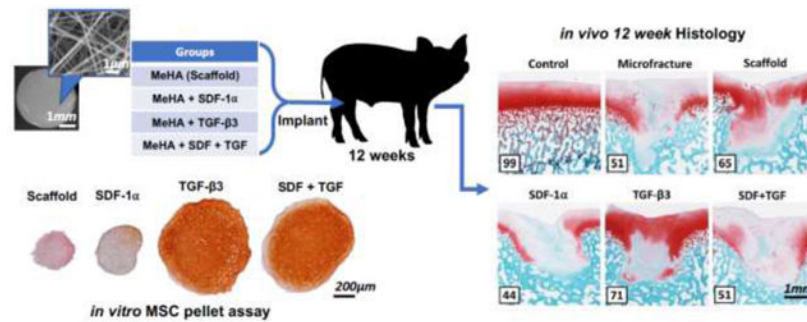 1µm
1mm
Groups
MeHA (Scaffold)
MeHA + SDF-1α
MeHA + TGF-β3
MeHA + SDF + TGF
Implant
12 weeks
Scaffold
SDF-1α
TGF-β3
SDF + TGF
200µm
in vitro MSC pellet assay
in vivo 12 week Histology
Control
Microfracture
Scaffold
99
51
65
SDF-1α
TGF-β3
SDF+TGF
44
71
51
1mm